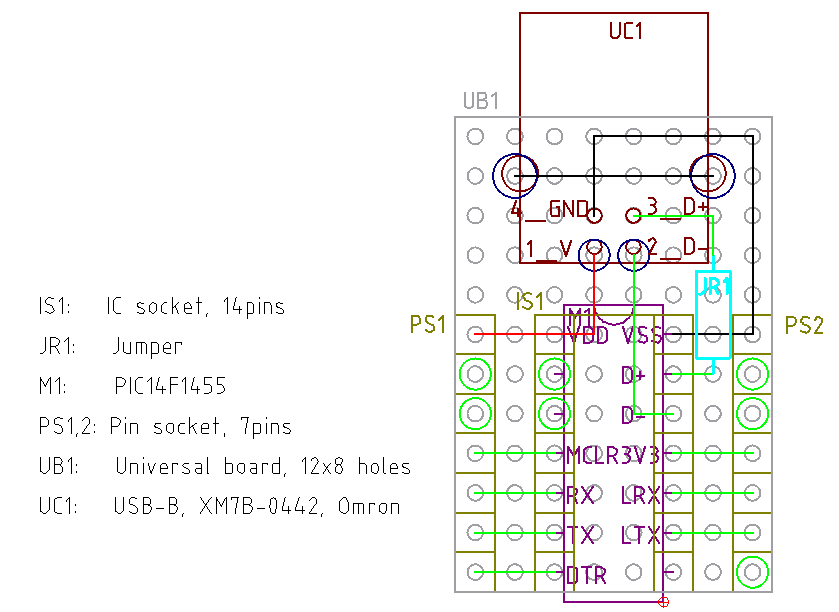 UC1
UB1
4__GND
3__D+
1__V
2__D-
JR1
IS1
IS1: IC socket, 14pins
M1
PS1
PS2
VDD VSS
JR1: Jumper
D+
M1: PIC14F1455
D-
PS1,2: Pin socket, 7pins
MCLR 3V3
UB1: Universal board, 12x8 holes
RX LRX
UC1: USB-B, XM7B-0442, Omron
TX LTX
DTR